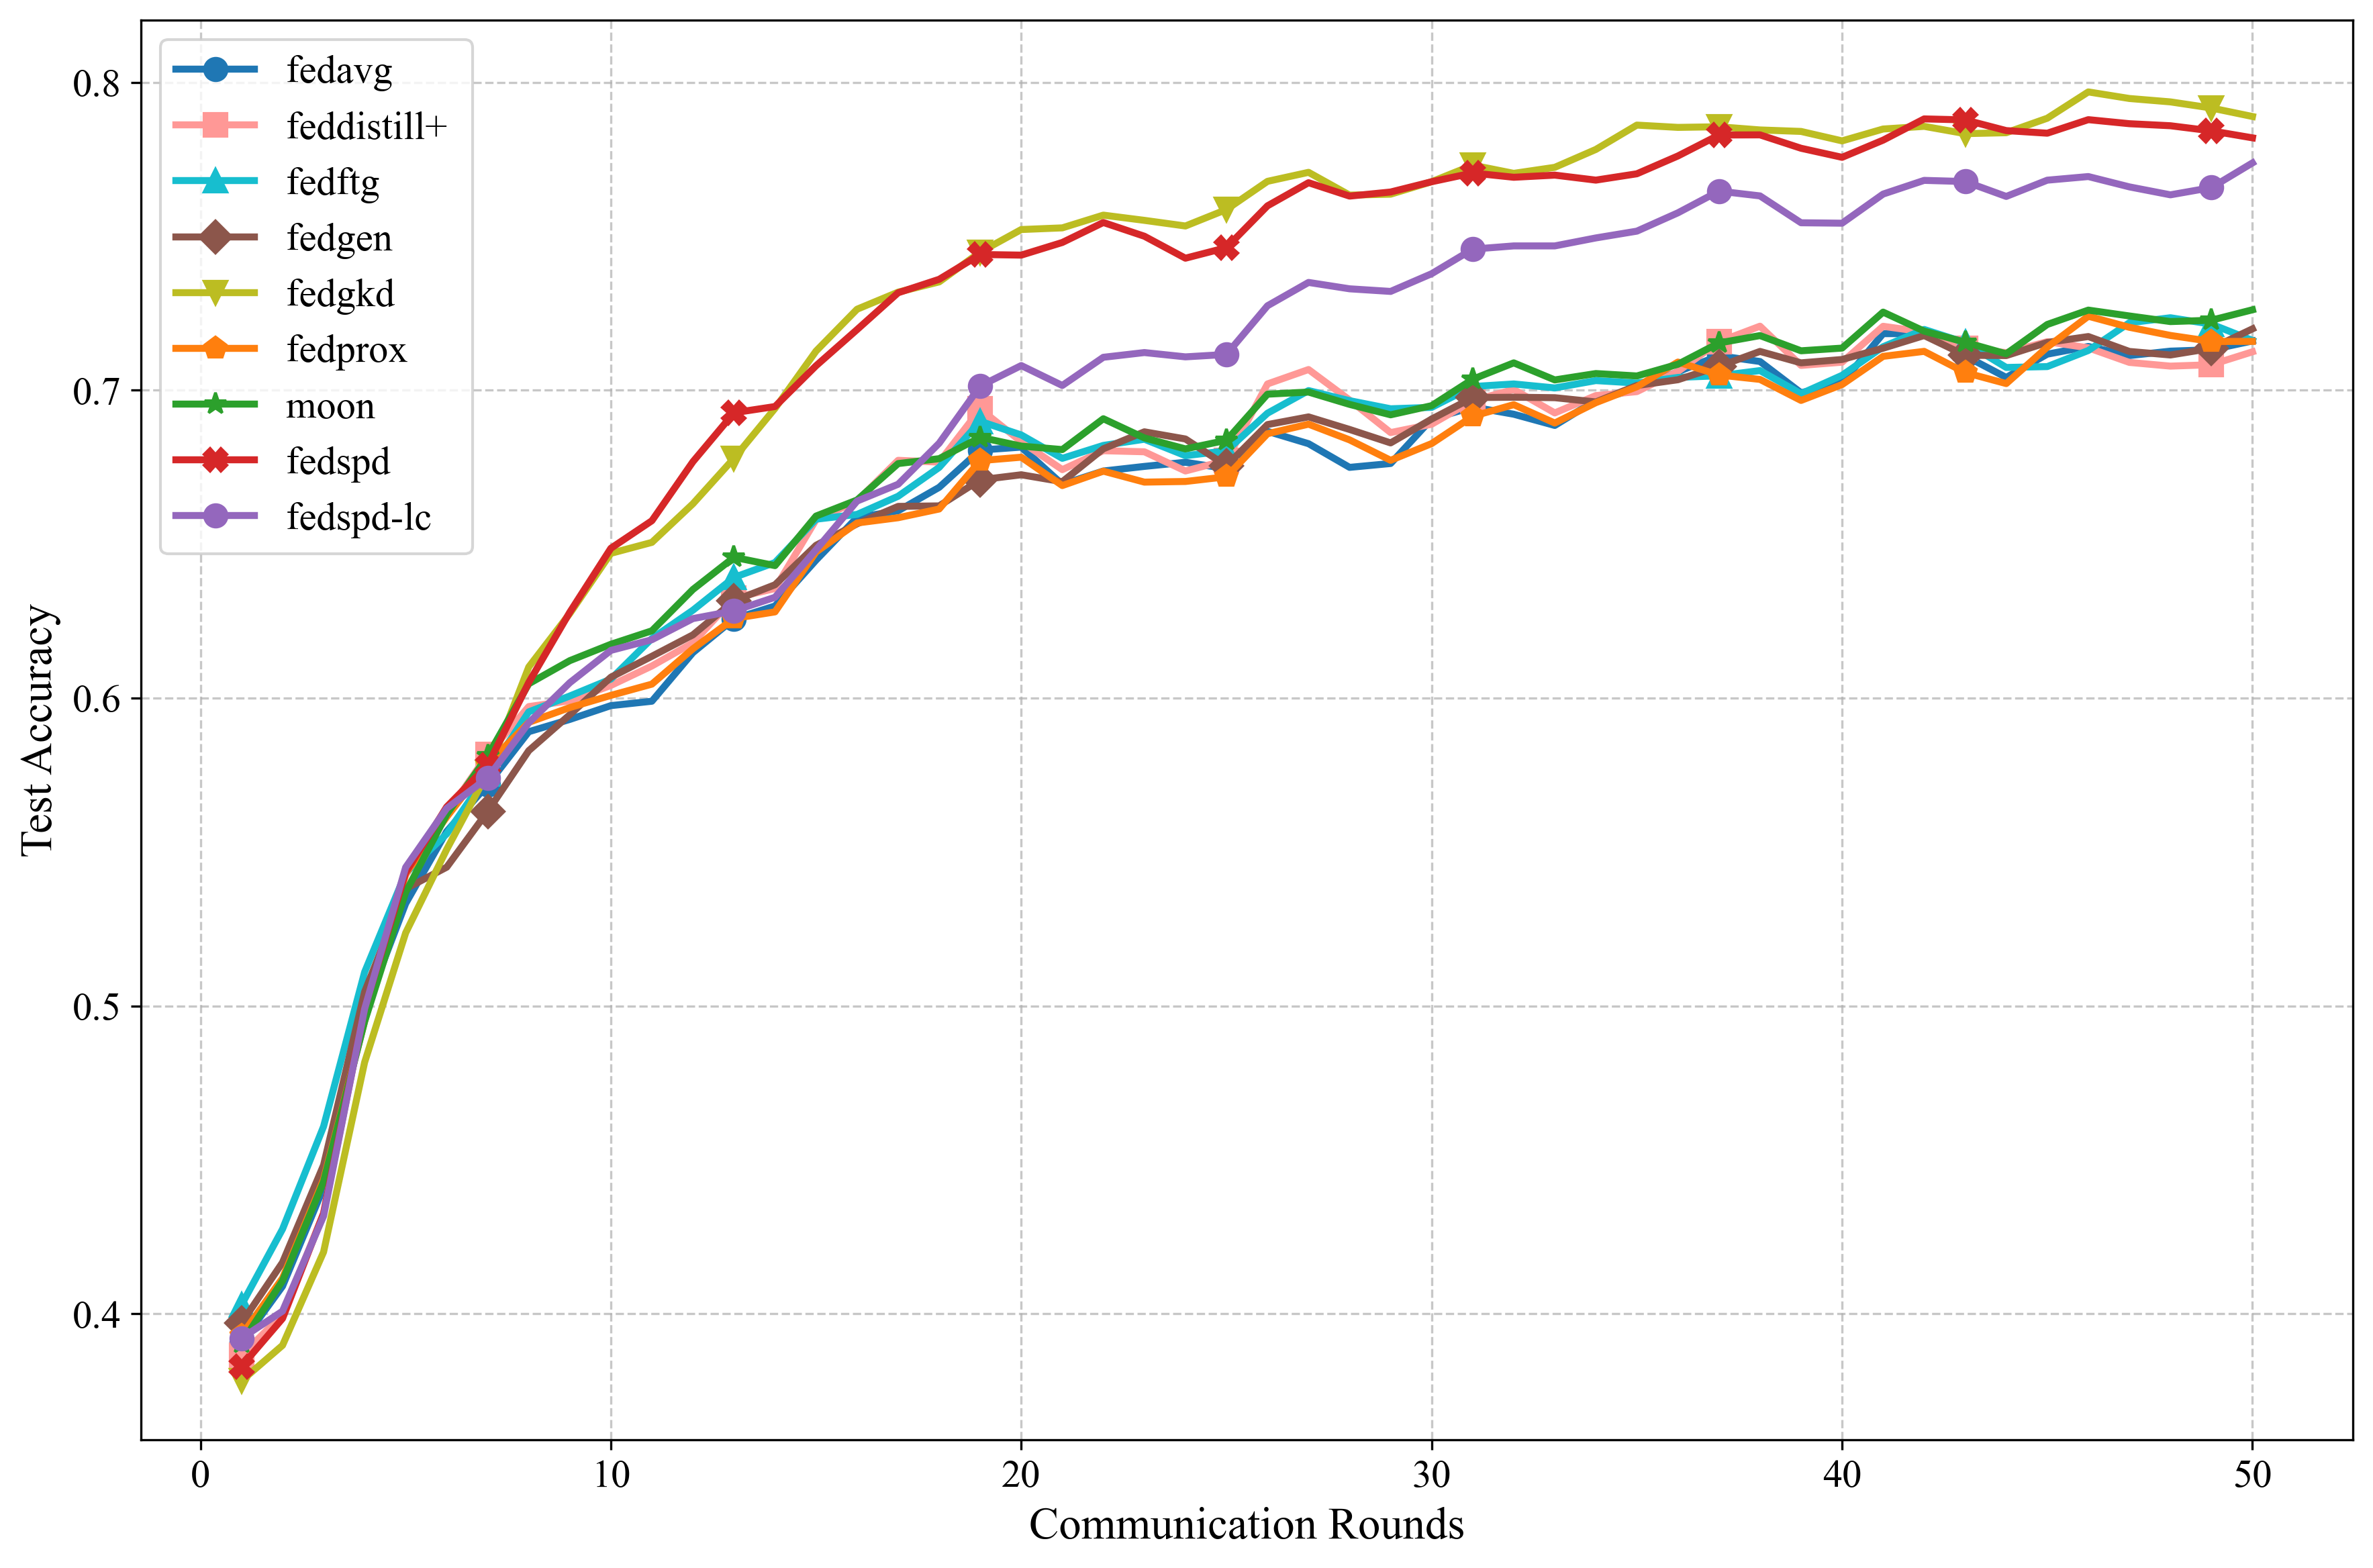 fedavg
feddistill+
fedftg
fedgen
fedgkd
fedprox
moon
fedspd
fedspd-lc
0.8
0.7
0.6
0.5
0.4
Test Accuracy
0 10 20 30 40 50
Communication Rounds